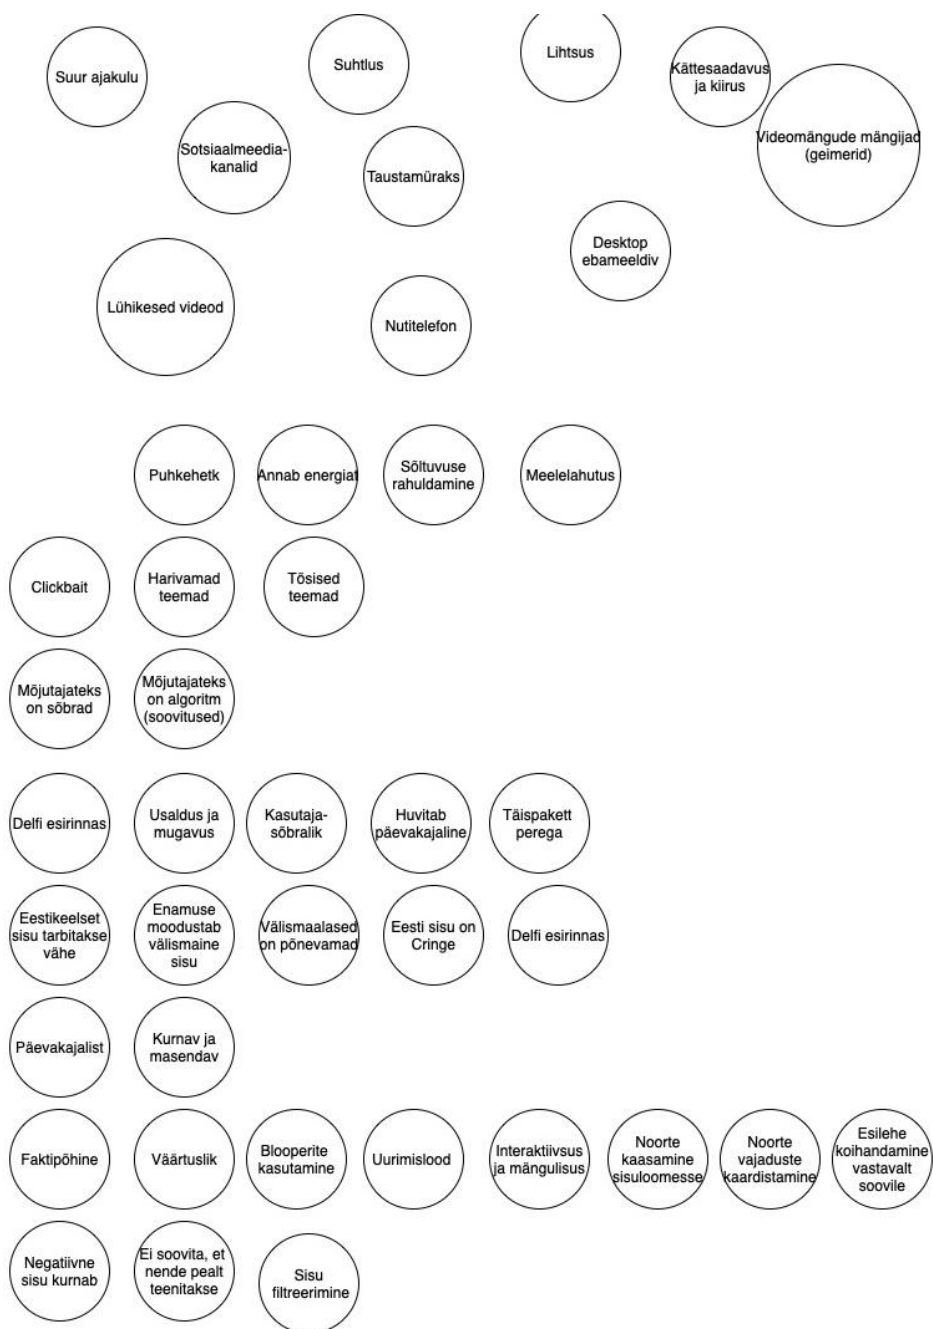 Suur ajakulu
Suhtlus
Lihtsus
Kättesaadavus
ja kiirus
Videomängude mängijad
(geimerid)
Sotsiaalmeedia-
kanalid
Taustamüraks
Desktop
ebameeldiv
Lühikesed videod
Nutitelefon
Puhkehetk
Annab energiat
Sõltuvuse
rahuldamine
Meelelahutus
Clickbait
Harivamad
teemad
Tõsised
teemad
Mõjutajateks
on sõbrad
Mõjutajateks
on algoritm
(soovitused)
Delfi esirinnas
Usaldus ja
mugavus
Kasutaja-
sõbralik
Huvitab
päevakajaline
Täispakett
perega
Eestikeelset
sisu tarbitakse
vähe
Enamuse
moodustab
välismaine
sisu
Välismaalased
on põnevamad
Eesti sisu on
Cringe
Delfi esirinnas
Päevakajalist
Kurnav ja
masendav
Faktipõhine
Väärtuslik
Blooperite
kasutamine
Uurimislood
Interaktiivsus
ja mängulisus
Noorte
kaasamine
sisuloomesse
Noorte
vajaduste
kaardistamine
Esilehe
koihandamine
vastavalt
soovile
Negatiivne
sisu kurnab
Ei soovita, et
nende pealt
teenitakse
Sisu
filtreerimine